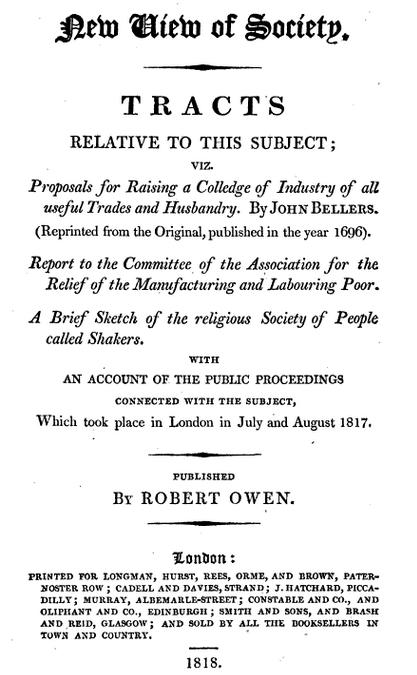 New View of Society.
TRACTS
RELATIVE TO THIS SUBJECT;
VIZ.
Proposals for Raising a Colledge of Industry of all
useful Trades and Husbandry. By JOHN BELLERS.
(Reprinted from the Original, published in the year 1696).
Report to the Committee of the Association for the
Relief of the Manufacturing and Labouring Poor.
A Brief Sketch of the religious Society of People
called Shakers.
WITH
AN ACCOUNT OF THE PUBLIC PROCEEDINGS
CONNECTED WITH THE SUBJECT,
Which took place in London in July and August 1817.
PUBLISHED
By ROBERT OWEN.
London:
PRINTED FOR LONGMAN, HURST, REES, ORME, AND BROWN, PATER-
NOSTER ROW; CADELL AND DAVIES, STRAND; J. HATCHARD, PICCA-
DILLY; MURRAY, ALBEMARLE-STREET; CONSTABLE AND CO., AND
OLIPHANT AND CO., EDINBURGH; SMITH AND SONS, AND BRASH
AND REID, GLASGOW; AND SOLD BY ALL THE BOOKSELLERS IN
TOWN AND COUNTRY.
1818.